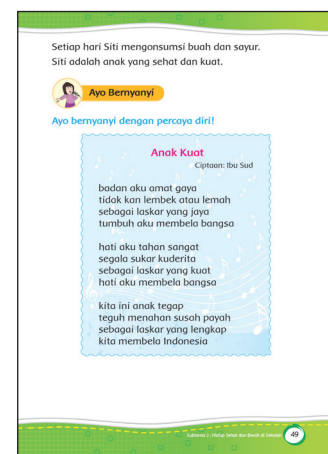 Setiap hari Siti mengonsumsi buah dan sayur.
Siti adalah anak yang sehat dan kuat.
Ayo Bernyanyi
Ayo bernyanyi dengan percaya diri!
Anak Kuat
Ciptaan: Ibu Sud
badan aku amat gaya
tidak kan lembek atau lemah
sebagai laskar yang jaya
tumbuh aku membela bangsa
hati aku tahan sangat
segala sukar kuderita
sebagai laskar yang kuat
hati aku membela bangsa
kita ini anak tegap
teguh menahan susah payah
sebagai laskar yang lengkap
kita membela Indonesia
Subtema 2: Hidup Sehat dan Bersih di Sekolah
49